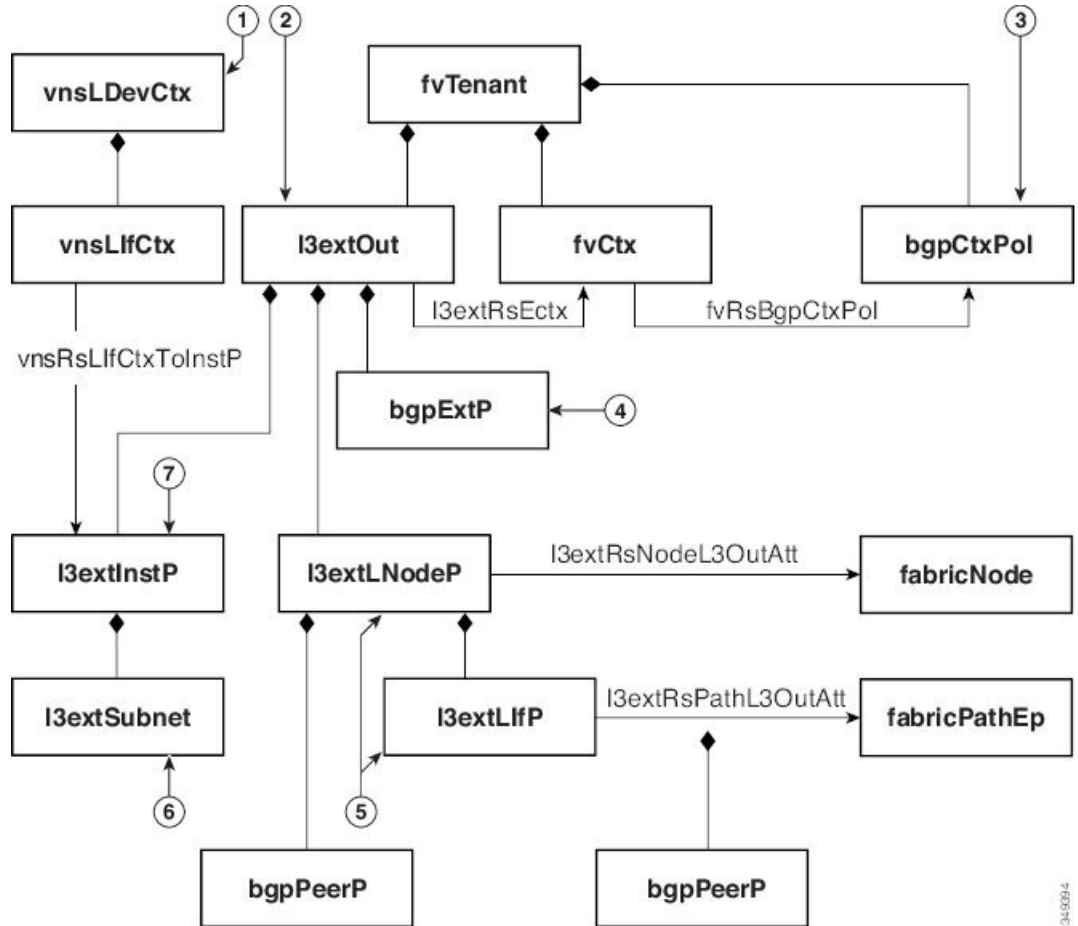 1
2
3
vnsLDevCtx
fvTenant
vnsLIfCtx
l3extOut
fvCtx
bgpCtxPol
l3extRsEctx
fvRsBgpCtxPol
vnsRsLIfCtxToInstP
bgpExtP
4
7
l3extInstP
l3extLNodeP
l3extRsNodeL3OutAtt
fabricNode
l3extSubnet
l3extLIfP
l3extRsPathL3OutAtt
fabricPathEp
6
5
bgpPeerP
bgpPeerP
349394